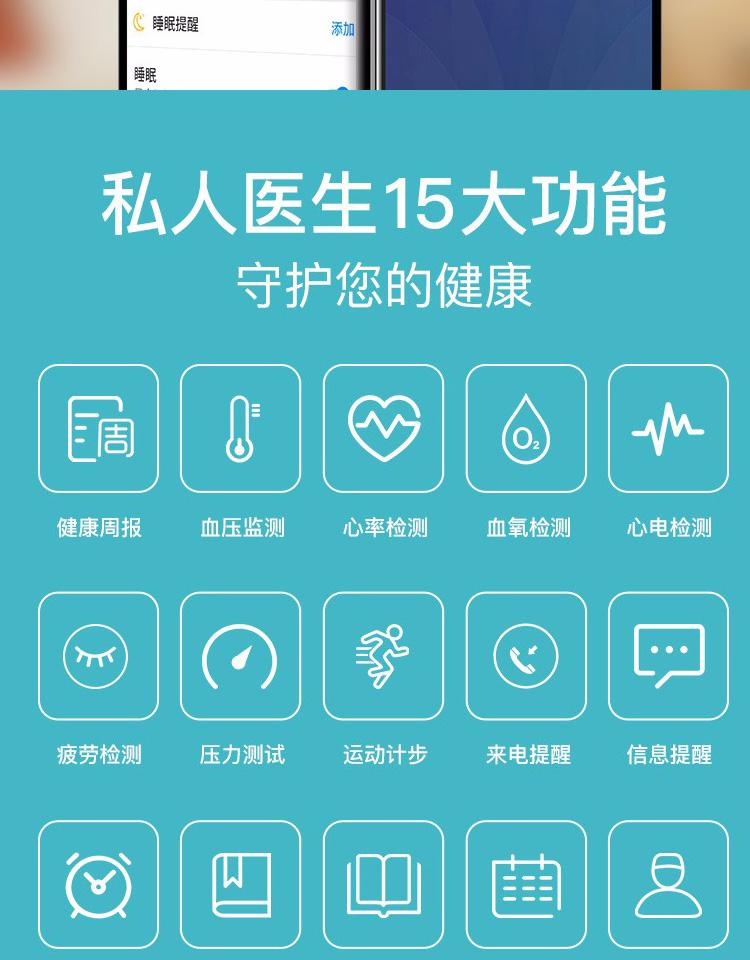 睡眠提醒 添加
睡眠
私人医生15大功能
守护您的健康
周 O₂
健康周报 血压监测 心率检测 血氧检测 心电检测
疲劳检测 压力测试 运动计步 来电提醒 信息提醒